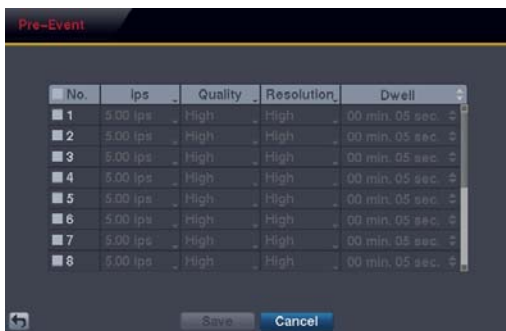 Pre-Event
No. ips Quality Resolution Dwell
1 5.00 ips High High 00 min. 05 sec.
2 5.00 ips High High 00 min. 05 sec.
3 5.00 ips High High 00 min. 05 sec.
4 5.00 ips High High 00 min. 05 sec.
5 5.00 ips High High 00 min. 05 sec.
6 5.00 ips High High 00 min. 05 sec.
7 5.00 ips High High 00 min. 05 sec.
8 5.00 ips High High 00 min. 05 sec.
Save Cancel